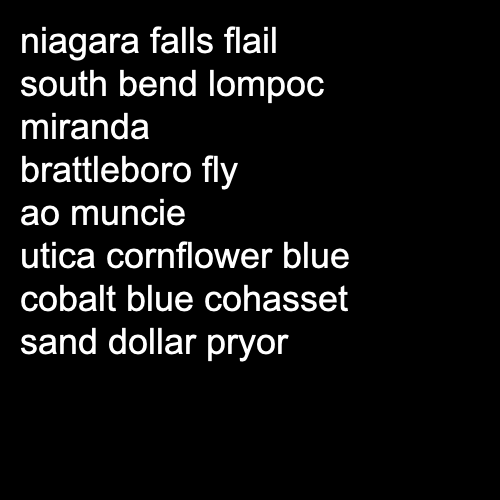 niagara falls flail
south bend lompoc
miranda
brattleboro fly
ao muncie
utica cornflower blue
cobalt blue cohasset
sand dollar pryor